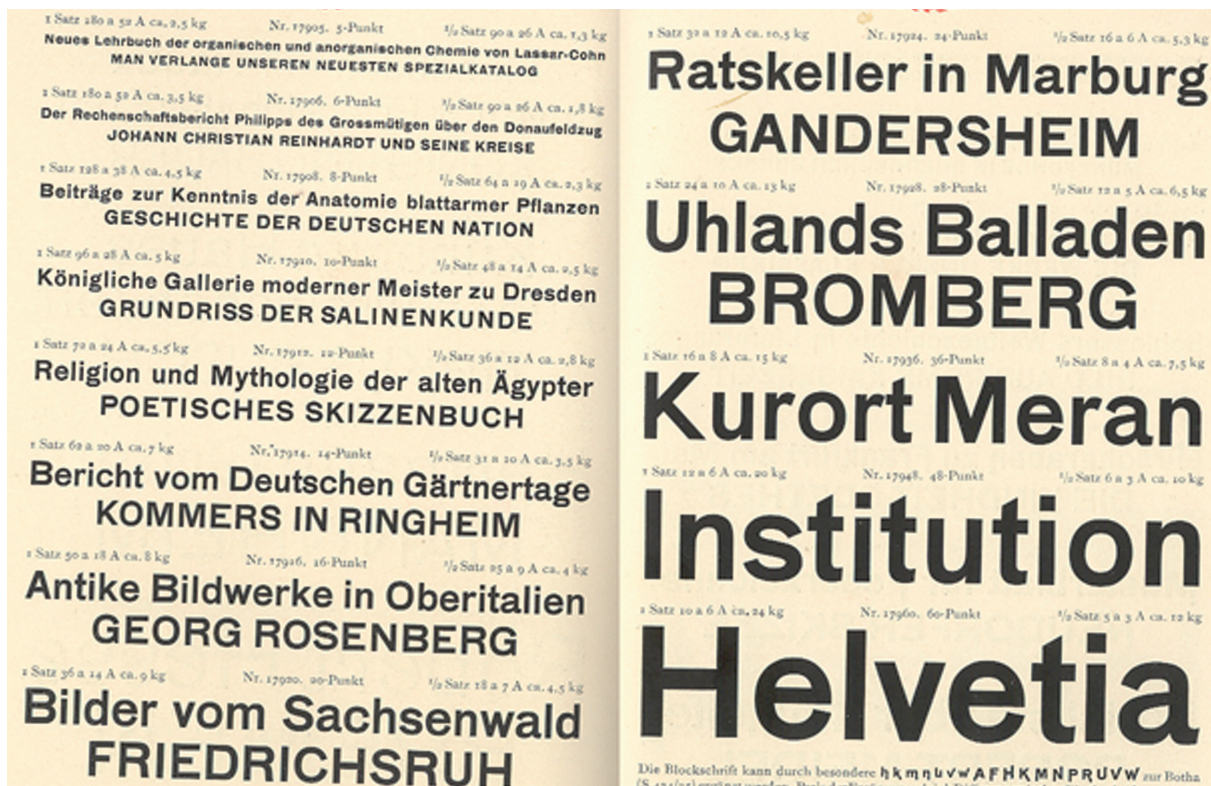 1 Satz 180 a 52 A ca. 2,5 kg Nr. 17905. 5-Punkt 1/2 Satz 90 a 26 A ca. 1,3 kg
Neues Lehrbuch der organischen und anorganischen Chemie von Lassar-Cohn
MAN VERLANGE UNSEREN NEUESTEN SPEZIALKATALOG
1 Satz 180 a 52 A ca. 3,5 kg Nr. 17906. 6-Punkt 1/2 Satz 90 a 26 A ca. 1,8 kg
Der Rechenschaftsbericht Philipps des Grossmütigen über den Donaufeldzug
JOHANN CHRISTIAN REINHARDT UND SEINE KREISE
1 Satz 128 a 38 A ca. 4,5 kg Nr. 17908. 8-Punkt 1/2 Satz 64 a 19 A ca. 2,3 kg
Beiträge zur Kenntnis der Anatomie blattarmer Pflanzen
GESCHICHTE DER DEUTSCHEN NATION
1 Satz 96 a 28 A ca. 5 kg Nr. 17910. 10-Punkt 1/2 Satz 48 a 14 A ca. 2,5 kg
Königliche Gallerie moderner Meister zu Dresden
GRUNDRISS DER SALINENKUNDE
1 Satz 72 a 24 A ca. 5,5 kg Nr. 17912. 12-Punkt 1/2 Satz 36 a 12 A ca. 2,8 kg
Religion und Mythologie der alten Ägypter
POETISCHES SKIZZENBUCH
1 Satz 62 a 20 A ca. 7 kg Nr. 17914. 14-Punkt 1/2 Satz 31 a 10 A ca. 3,5 kg
Bericht vom Deutschen Gärtnertage
KOMMERS IN RINGHEIM
1 Satz 50 a 18 A ca. 8 kg Nr. 17916. 16-Punkt 1/2 Satz 25 a 9 A ca. 4 kg
Antike Bildwerke in Oberitalien
GEORG ROSENBERG
1 Satz 36 a 14 A ca. 9 kg Nr. 17920. 20-Punkt 1/2 Satz 18 a 7 A ca. 4,5 kg
Bilder vom Sachsenwald
FRIEDRICHSRUH
1 Satz 32 a 12 A ca. 10,5 kg Nr. 17924. 24-Punkt 1/2 Satz 16 a 6 A ca. 5,3 kg
Ratskeller in Marburg
GANDERSHEIM
1 Satz 24 a 10 A ca. 13 kg Nr. 17928. 28-Punkt 1/2 Satz 12 a 5 A ca. 6,5 kg
Uhlands Balladen
BROMBERG
1 Satz 16 a 8 A ca. 15 kg Nr. 17936. 36-Punkt 1/2 Satz 8 a 4 A ca. 7,5 kg
Kurort Meran
1 Satz 12 a 6 A ca. 20 kg Nr. 17948. 48-Punkt 1/2 Satz 6 a 3 A ca. 10 kg
Institution
1 Satz 10 a 6 A ca. 24 kg Nr. 17960. 60-Punkt 1/2 Satz 5 a 3 A ca. 12 kg
Helvetia
Die Blockschrift kann durch besondere h k m n u v w A F H K M N P R U V W zur Botha